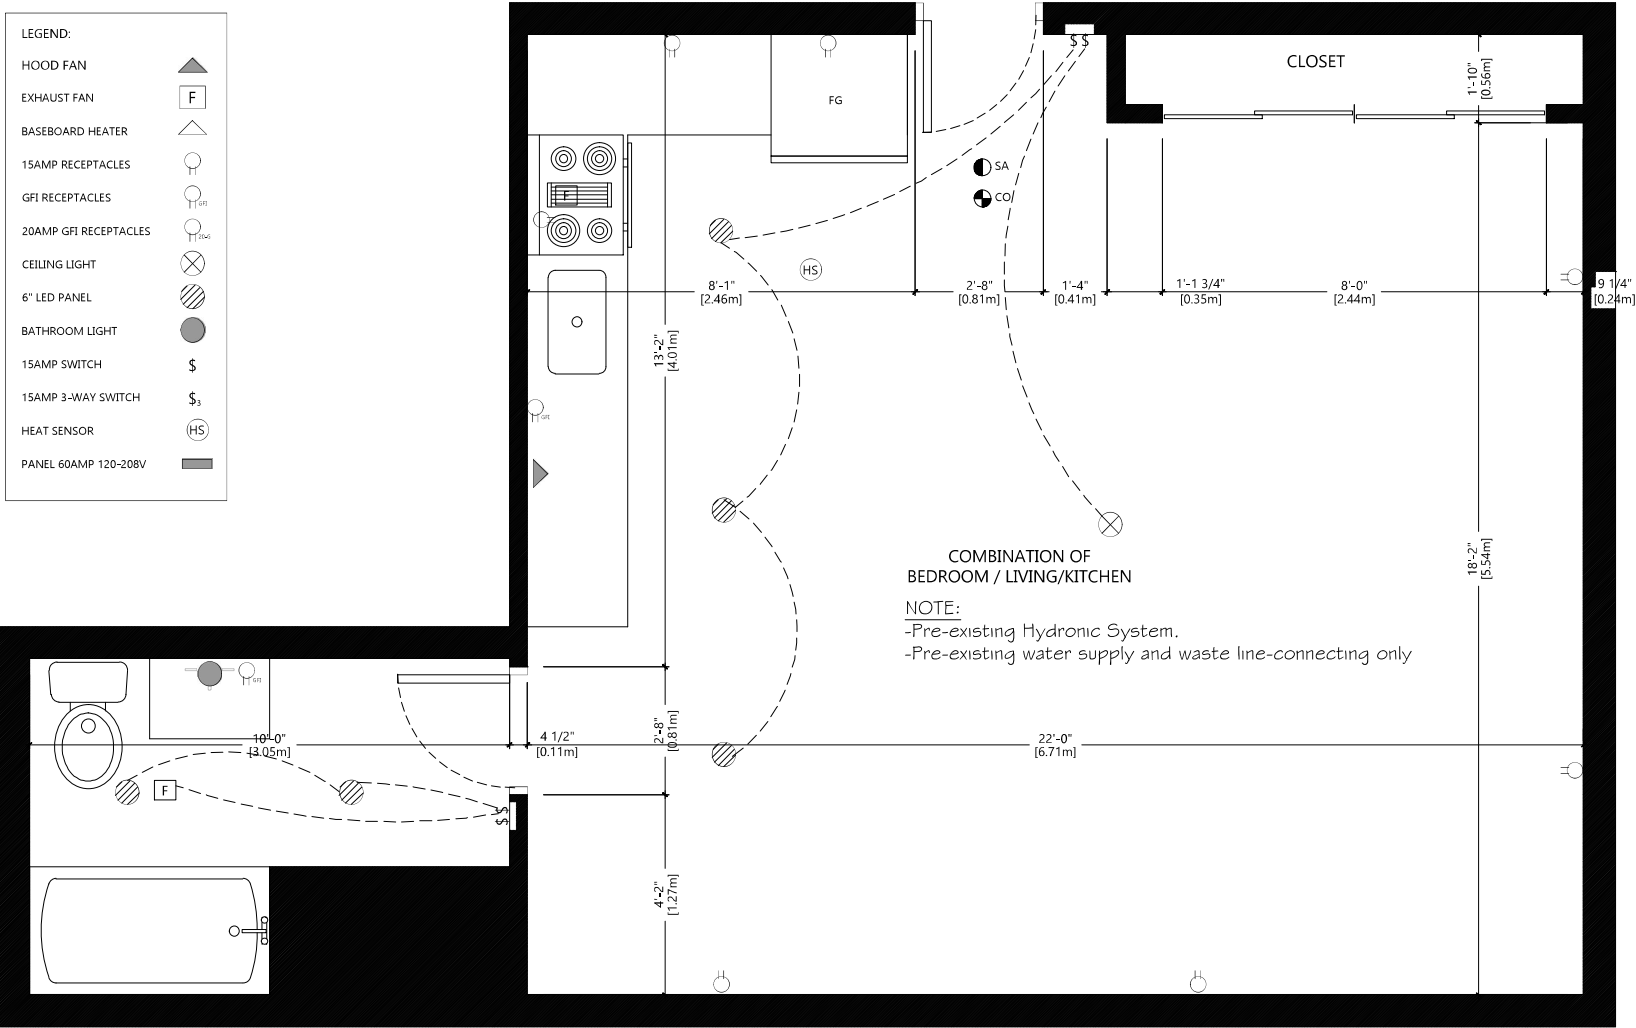 LEGEND:
HOOD FAN
EXHAUST FAN
F
BASEBOARD HEATER
15AMP RECEPTACLES
GFI RECEPTACLES
GFI
20AMP GFI RECEPTACLES
20-G
CEILING LIGHT
6" LED PANEL
BATHROOM LIGHT
15AMP SWITCH
$
15AMP 3-WAY SWITCH
$3
HEAT SENSOR
HS
PANEL 60AMP 120-208V
$ $
CLOSET
1'-10"
[0.56m]
FG
SA
CO
F
HS
8'-1"
[2.46m]
2'-8"
[0.81m]
1'-4"
[0.41m]
1'-1 3/4"
[0.35m]
8'-0"
[2.44m]
9 1/4"
[0.24m]
13'-2"
[4.01m]
GFI
18'-2"
[5.54m]
COMBINATION OF
BEDROOM / LIVING/KITCHEN
NOTE:
-Pre-existing Hydronic System.
-Pre-existing water supply and waste line-connecting only
GFI
10'-0"
[3.05m]
4 1/2"
[0.11m]
2'-8"
[0.81m]
22'-0"
[6.71m]
F
$ $
4'-2"
[1.27m]